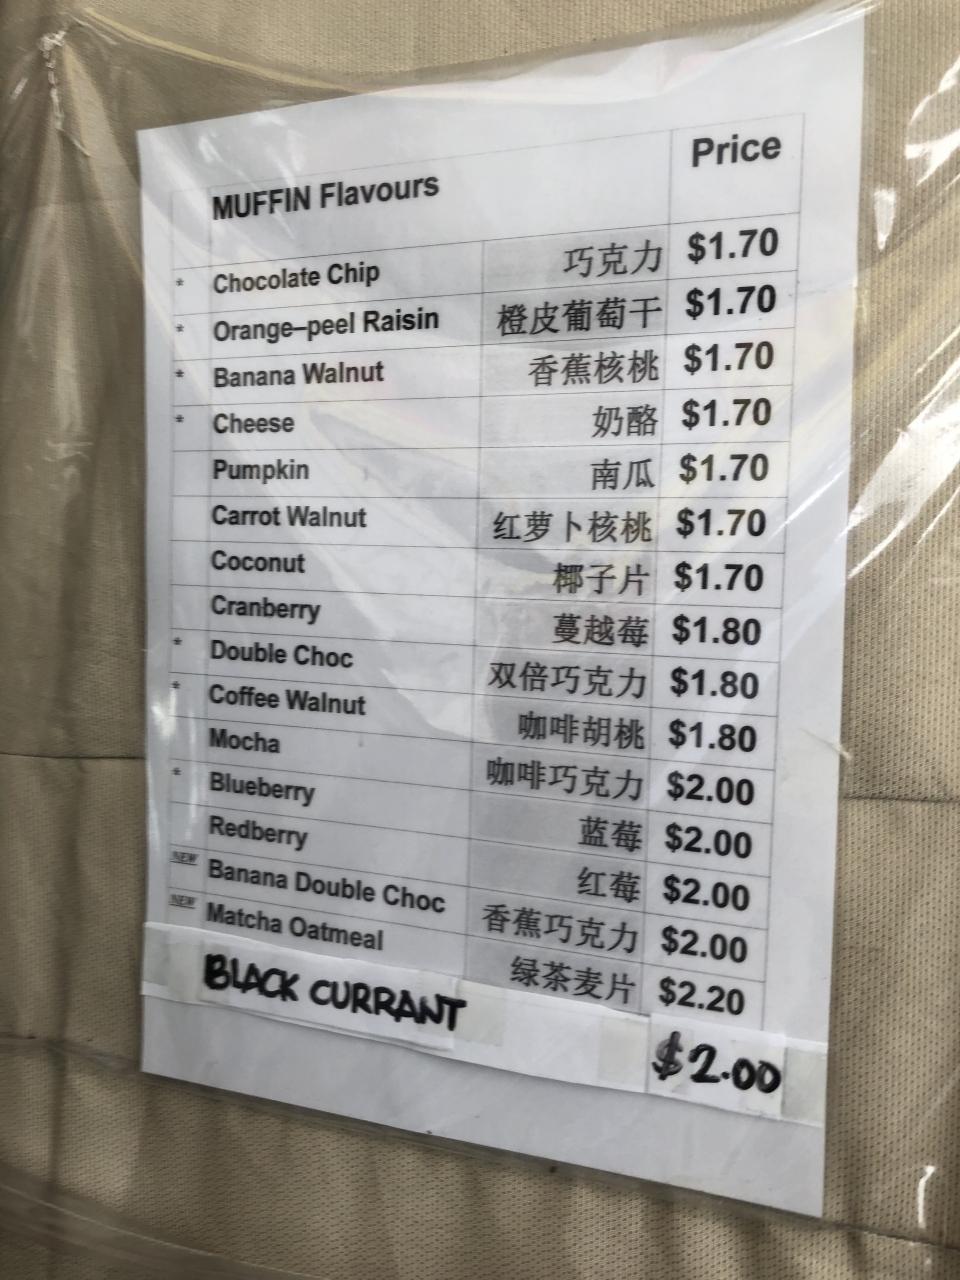 MUFFIN Flavours Price
* Chocolate Chip 巧克力 $1.70
* Orange–peel Raisin 橙皮葡萄干 $1.70
* Banana Walnut 香蕉核桃 $1.70
* Cheese 奶酪 $1.70
Pumpkin 南瓜 $1.70
Carrot Walnut 红萝卜核桃 $1.70
Coconut 椰子片 $1.70
Cranberry 蔓越莓 $1.80
* Double Choc 双倍巧克力 $1.80
* Coffee Walnut 咖啡胡桃 $1.80
Mocha 咖啡巧克力 $2.00
* Blueberry 蓝莓 $2.00
Redberry 红莓 $2.00
NEW Banana Double Choc 香蕉巧克力 $2.00
NEW Matcha Oatmeal 绿茶麦片 $2.20
BLACK CURRANT $2.00